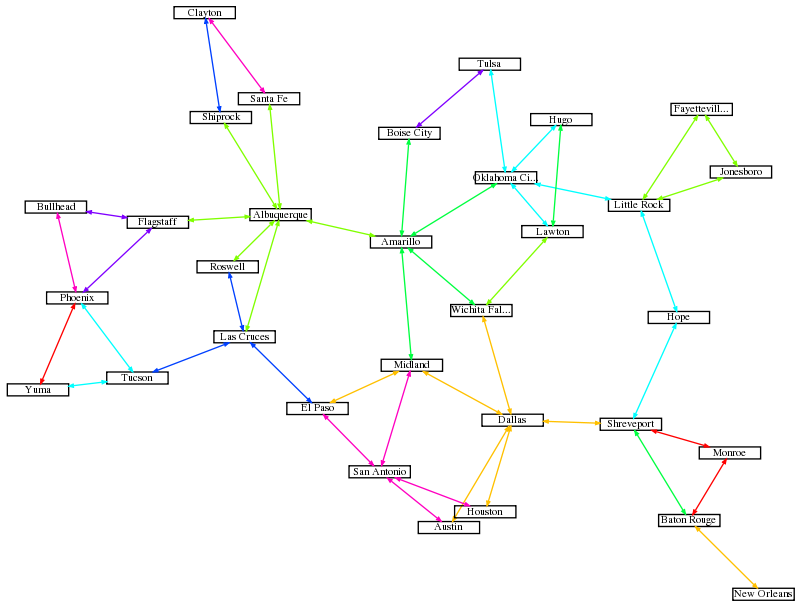 Clayton
Tulsa
Santa Fe
Fayettevill...
Shiprock
Hugo
Boise City
Jonesboro
Oklahoma Ci...
Little Rock
Bullhead
Albuquerque
Flagstaff
Lawton
Amarillo
Roswell
Phoenix
Wichita Fal...
Hope
Las Cruces
Midland
Tucson
Yuma
El Paso
Dallas
Shreveport
Monroe
San Antonio
Houston
Baton Rouge
Austin
New Orleans